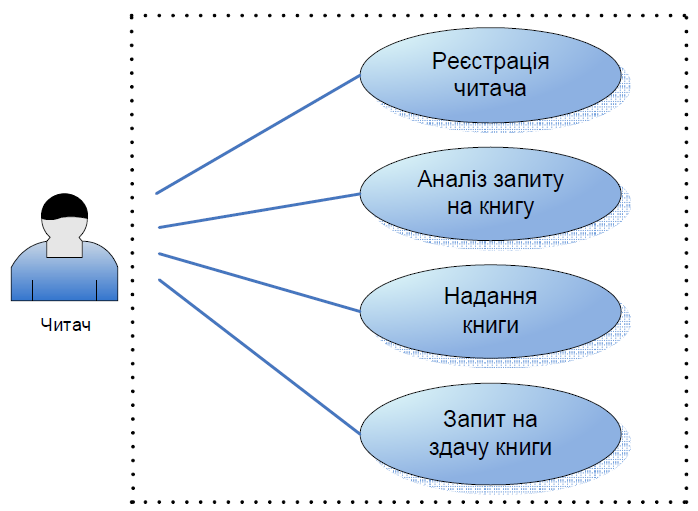 Реєстрація
читача
Аналіз запиту
на книгу
Надання
книги
Читач
Запит на
здачу книги